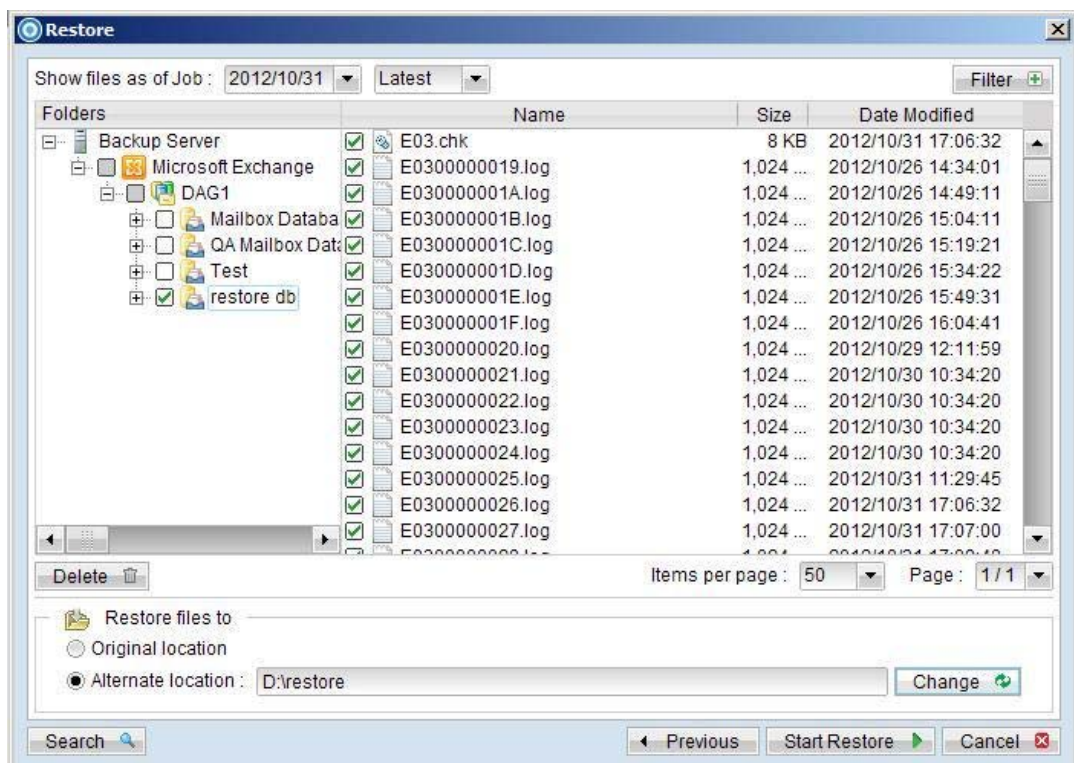 Restore
Show files as of Job : 2012/10/31 Latest Filter
Folders Name Size Date Modified
Backup Server E03.chk 8 KB 2012/10/31 17:06:32
Microsoft Exchange E0300000019.log 1,024 ... 2012/10/26 14:34:01
DAG1 E030000001A.log 1,024 ... 2012/10/26 14:49:11
Mailbox Databa E030000001B.log 1,024 ... 2012/10/26 15:04:11
QA Mailbox Data E030000001C.log 1,024 ... 2012/10/26 15:19:21
Test E030000001D.log 1,024 ... 2012/10/26 15:34:22
restore db E030000001E.log 1,024 ... 2012/10/26 15:49:31
E030000001F.log 1,024 ... 2012/10/26 16:04:41
E0300000020.log 1,024 ... 2012/10/29 12:11:59
E0300000021.log 1,024 ... 2012/10/30 10:34:20
E0300000022.log 1,024 ... 2012/10/30 10:34:20
E0300000023.log 1,024 ... 2012/10/30 10:34:20
E0300000024.log 1,024 ... 2012/10/30 10:34:20
E0300000025.log 1,024 ... 2012/10/31 11:29:45
E0300000026.log 1,024 ... 2012/10/31 17:06:32
E0300000027.log 1,024 ... 2012/10/31 17:07:00
Delete Items per page : 50 Page : 1 / 1
Restore files to
Original location
Alternate location : D:\restore Change
Search Previous Start Restore Cancel